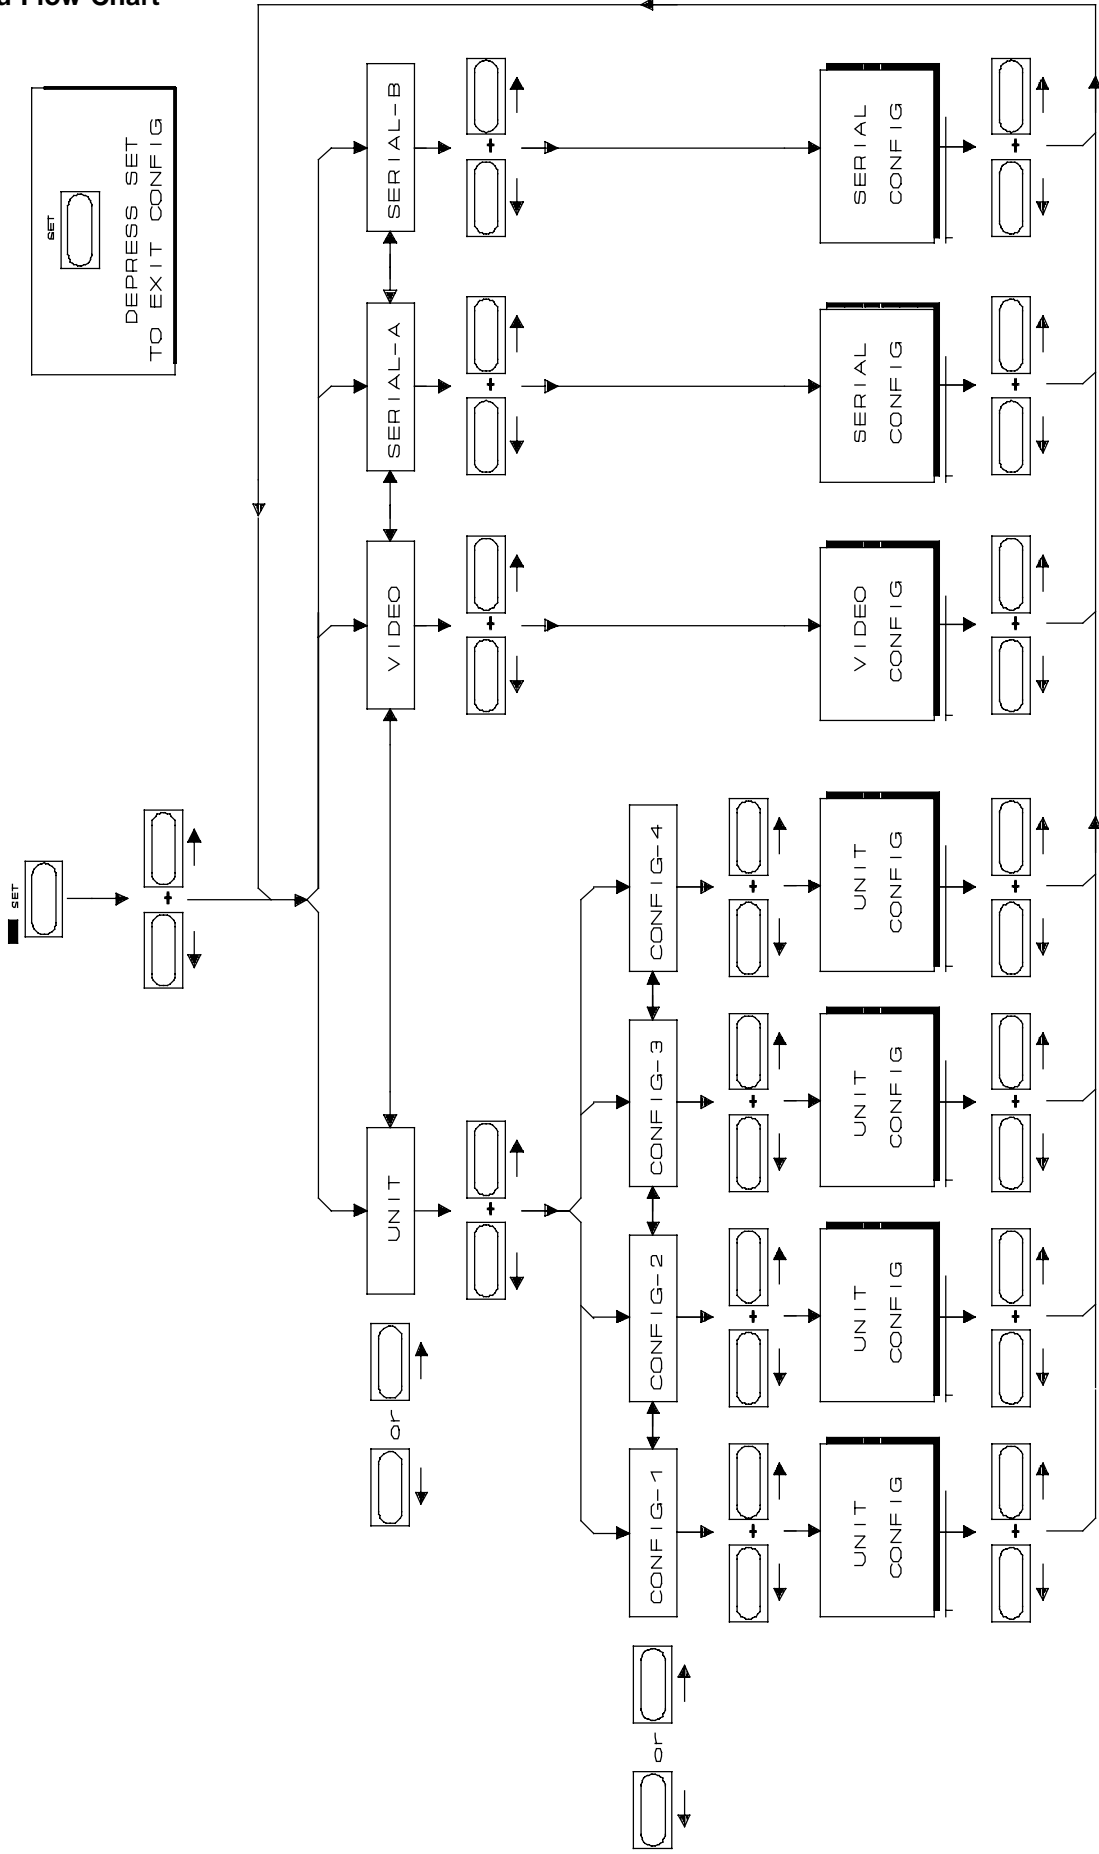 d Flow Chart
SET
DEPRESS SET
TO EXIT CONFIG
SET
+
UNIT
VIDEO
SERIAL-A
SERIAL-B
or
+
+
+
+
CONFIG-1
CONFIG-2
CONFIG-3
CONFIG-4
or
+
+
+
+
UNIT
CONFIG
UNIT
CONFIG
UNIT
CONFIG
UNIT
CONFIG
VIDEO
CONFIG
SERIAL
CONFIG
SERIAL
CONFIG
+
+
+
+
+
+
+